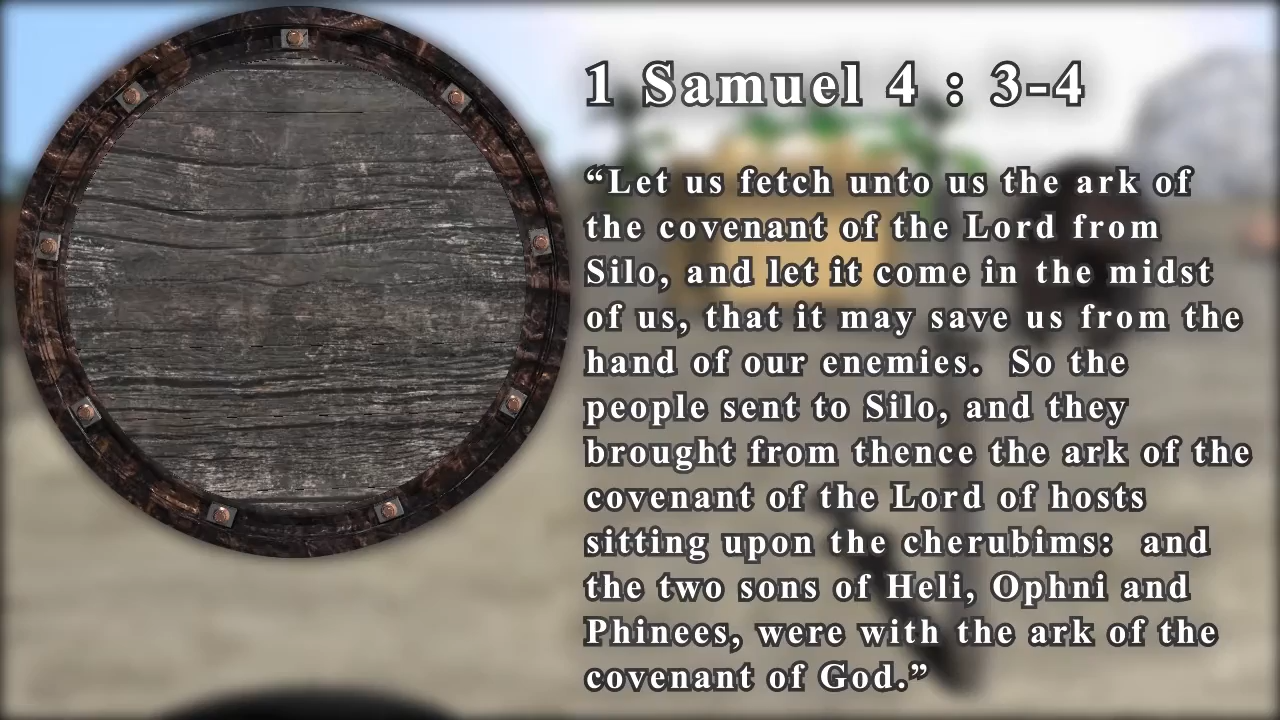 1 Samuel 4 : 3-4
“Let us fetch unto us the ark of
the covenant of the Lord from
Silo, and let it come in the midst
of us, that it may save us from the
hand of our enemies.  So the
people sent to Silo, and they
brought from thence the ark of the
covenant of the Lord of hosts
sitting upon the cherubims:  and
the two sons of Heli, Ophni and
Phinees, were with the ark of the
covenant of God.”